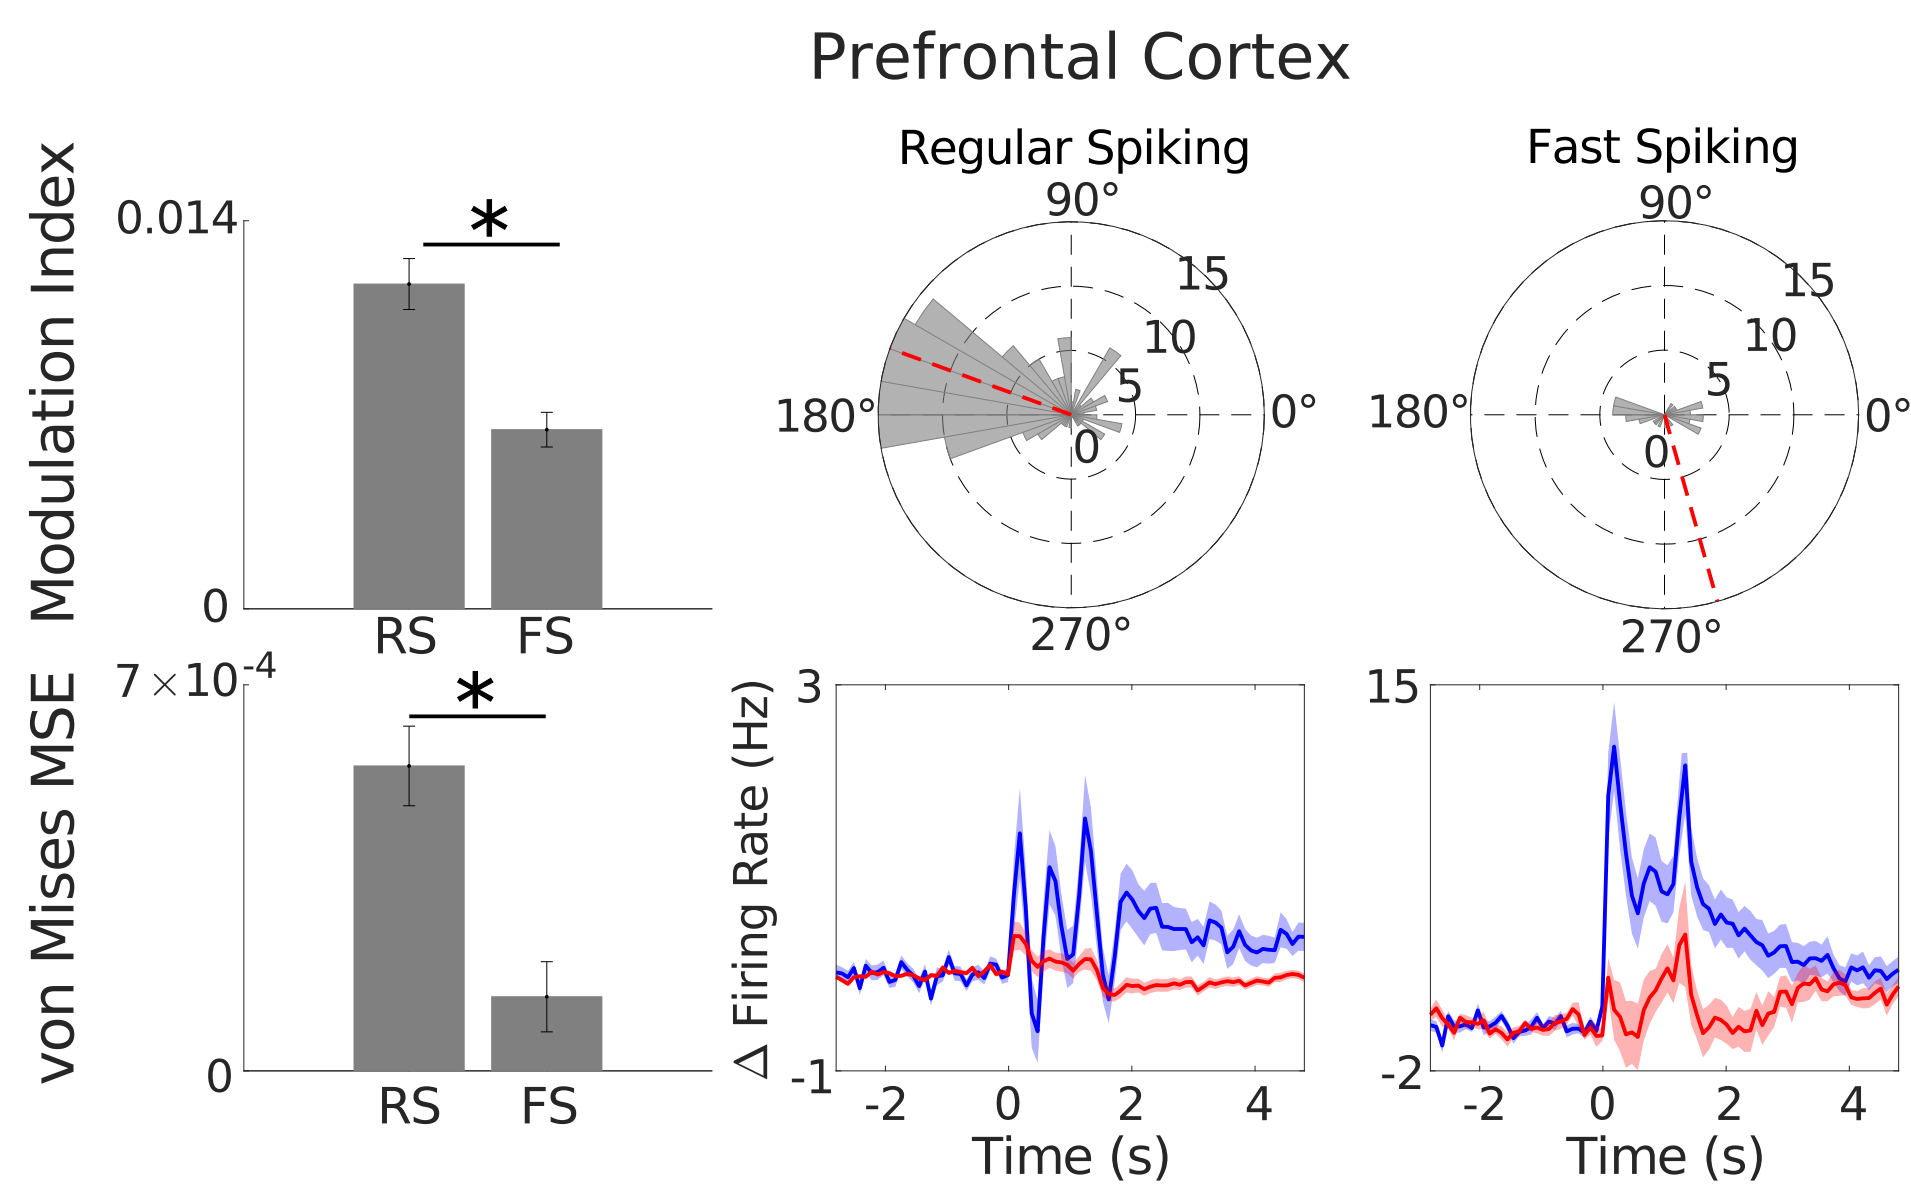 Prefrontal Cortex
Modulation Index
0.014
0
*
RS FS
Regular Spiking
90°
180°
0°
270°
15
10
5
0
Fast Spiking
90°
180°
0°
270°
15
10
5
0
von Mises MSE
7×10-4
0
*
RS FS
Δ Firing Rate (Hz)
3
-1
-2 0 2 4
Time (s)
15
-2
-2 0 2 4
Time (s)